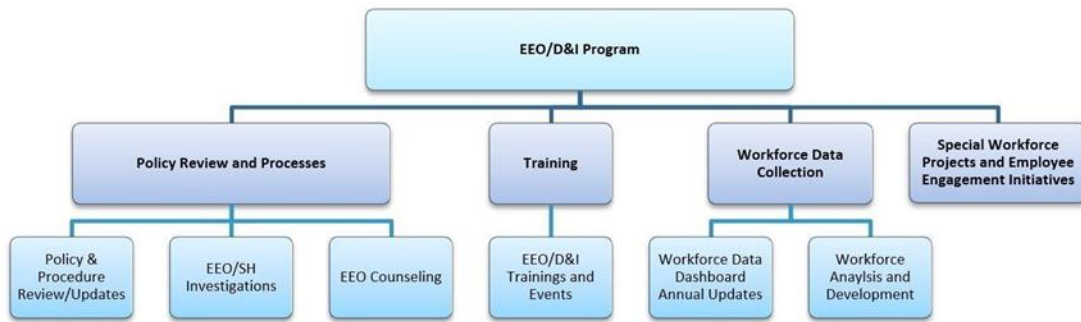 EEO/D&I Program
Policy Review and Processes
Training
Workforce Data
Collection
Special Workforce
Projects and Employee
Engagement Initiatives
Policy &
Procedure
Review/Updates
EEO/SH
Investigations
EEO Counseling
EEO/D&I
Trainings and
Events
Workforce Data
Dashboard
Annual Updates
Workforce
Anaylsis and
Development